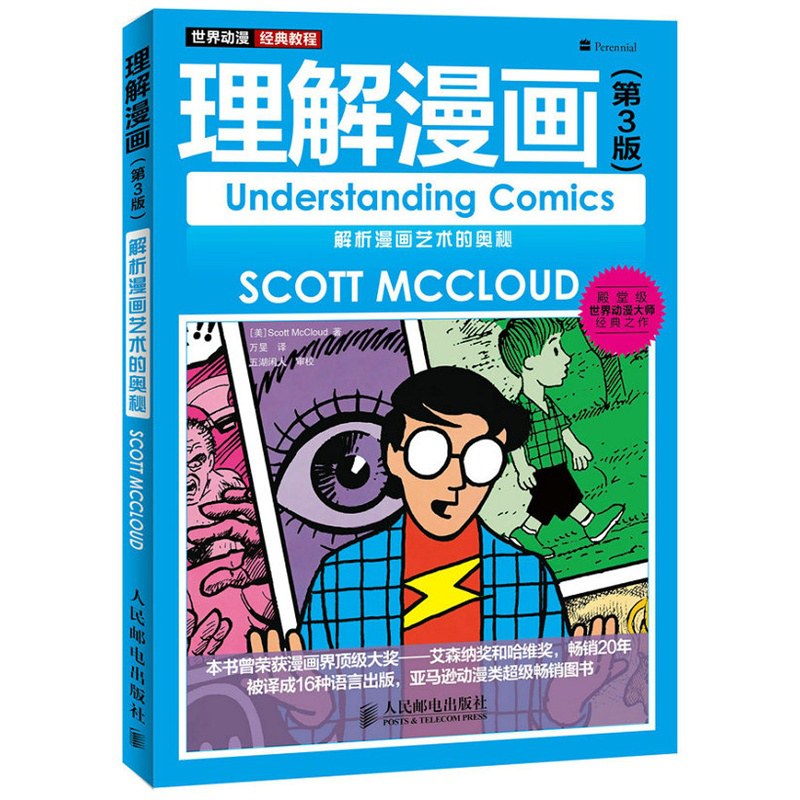 世界动漫 经典教程
Perennial
理解漫画
(第3版)
Understanding Comics
解析漫画艺术的奥秘
SCOTT MCCLOUD
殿堂级
世界动漫大师
经典之作
[美]Scott McCloud 著
万旻 译
五湖闲人 审校
本书曾荣获漫画界顶级大奖——艾森纳奖和哈维奖,畅销20年
被译成16种语言出版,亚马逊动漫类超级畅销图书
人民邮电出版社
POSTS & TELECOM PRESS
理解漫画
(第3版)
解析漫画艺术的奥秘
SCOTT MCCLOUD
人民邮电出版社